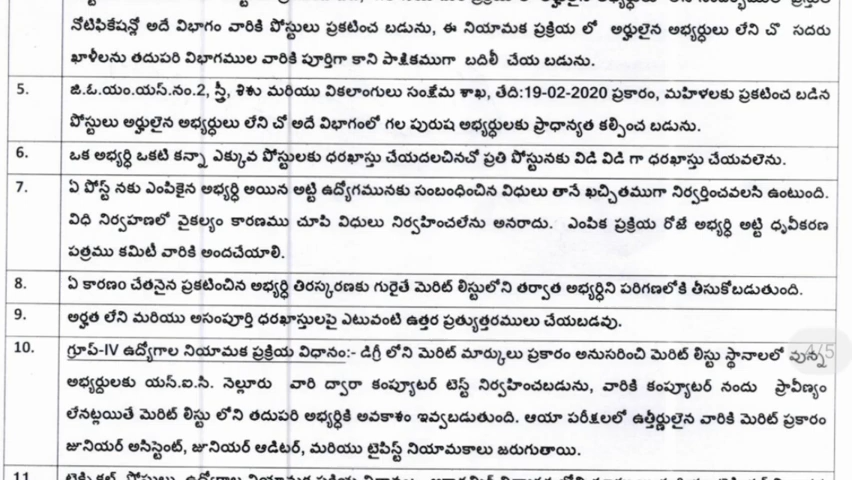 నోటిఫికేషన్లో అదే విభాగం వారికి పోస్టులు ప్రకటించ బడును, ఈ నియామక ప్రక్రియ లో అర్హులైన అభ్యర్ధులు లేని చొ సదరు
ఖాళీలను తదుపరి విభాగముల వారికి పూర్తిగా కాని పాక్షికముగా బదిలీ చేయ బడును.
5. జి.ఓ.యం.యస్.నం.2, స్త్రీ, శిశు మరియు వికలాంగులు సంక్షేమ శాఖ, తేది:19-02-2020 ప్రకారం, మహిళలకు ప్రకటించ బడిన
పోస్టులు అర్హులైన అభ్యర్ధులు లేని చో అదే విభాగంలో గల పురుష అభ్యర్ధులకు ప్రాధాన్యత కల్పించ బడును.
6. ఒక అభ్యర్ధి ఒకటి కన్నా ఎక్కువ పోస్టులకు ధరఖాస్తు చేయదలచినచో ప్రతి పోస్టునకు విడి విడి గా ధరఖాస్తు చేయవలెను.
7. ఏ పోస్ట్ నకు ఎంపికైన అభ్యర్ధి అయిన అట్టి ఉద్యోగమునకు సంబంధించిన విధులు తానే ఖచ్చితముగా నిర్వర్తించవలసి ఉంటుంది.
విధి నిర్వహణలో వైకల్యం కారణము చూపి విధులు నిర్వహించలేను అనరాదు. ఎంపిక ప్రక్రియ రోజే అభ్యర్ధి అట్టి ధృవీకరణ
పత్రము కమిటీ వారికి అందచేయాలి.
8. ఏ కారణం చేతనైన ప్రకటించిన అభ్యర్ధి తిరస్కరణకు గురైతే మెరిట్ లిస్టులోని తర్వాత అభ్యర్ధిని పరిగణలోకి తీసుకోబడుతుంది.
9. అర్హత లేని మరియు అసంపూర్తి ధరఖాస్తులపై ఎటువంటి ఉత్తర ప్రత్యుత్తరములు చేయబడవు.
10. గ్రూప్-IV ఉద్యోగాల నియామక ప్రక్రియ విధానం:- డిగ్రీ లోని మెరిట్ మార్కులు ప్రకారం అనుసరించి మెరిట్ లిస్టు స్థానాలలో వున్న
అభ్యర్దులకు యస్.ఐ.సి. నెల్లూరు వారి ద్వారా కంప్యూటర్ టెస్ట్ నిర్వహించబడును, వారికి కంప్యూటర్ నందు ప్రావీణ్యం
లేనట్లయితే మెరిట్ లిస్టు లోని తదుపరి అభ్యర్ధికి అవకాశం ఇవ్వబడుతుంది. ఆయా పరీక్షలలో ఉత్తీర్ణులైన వారికి మెరిట్ ప్రకారం
జూనియర్ అసిస్టెంట్, జూనియర్ ఆడిటర్, మరియు టైపిస్ట్ నియామకాలు జరుగుతాయి.
11
4/5